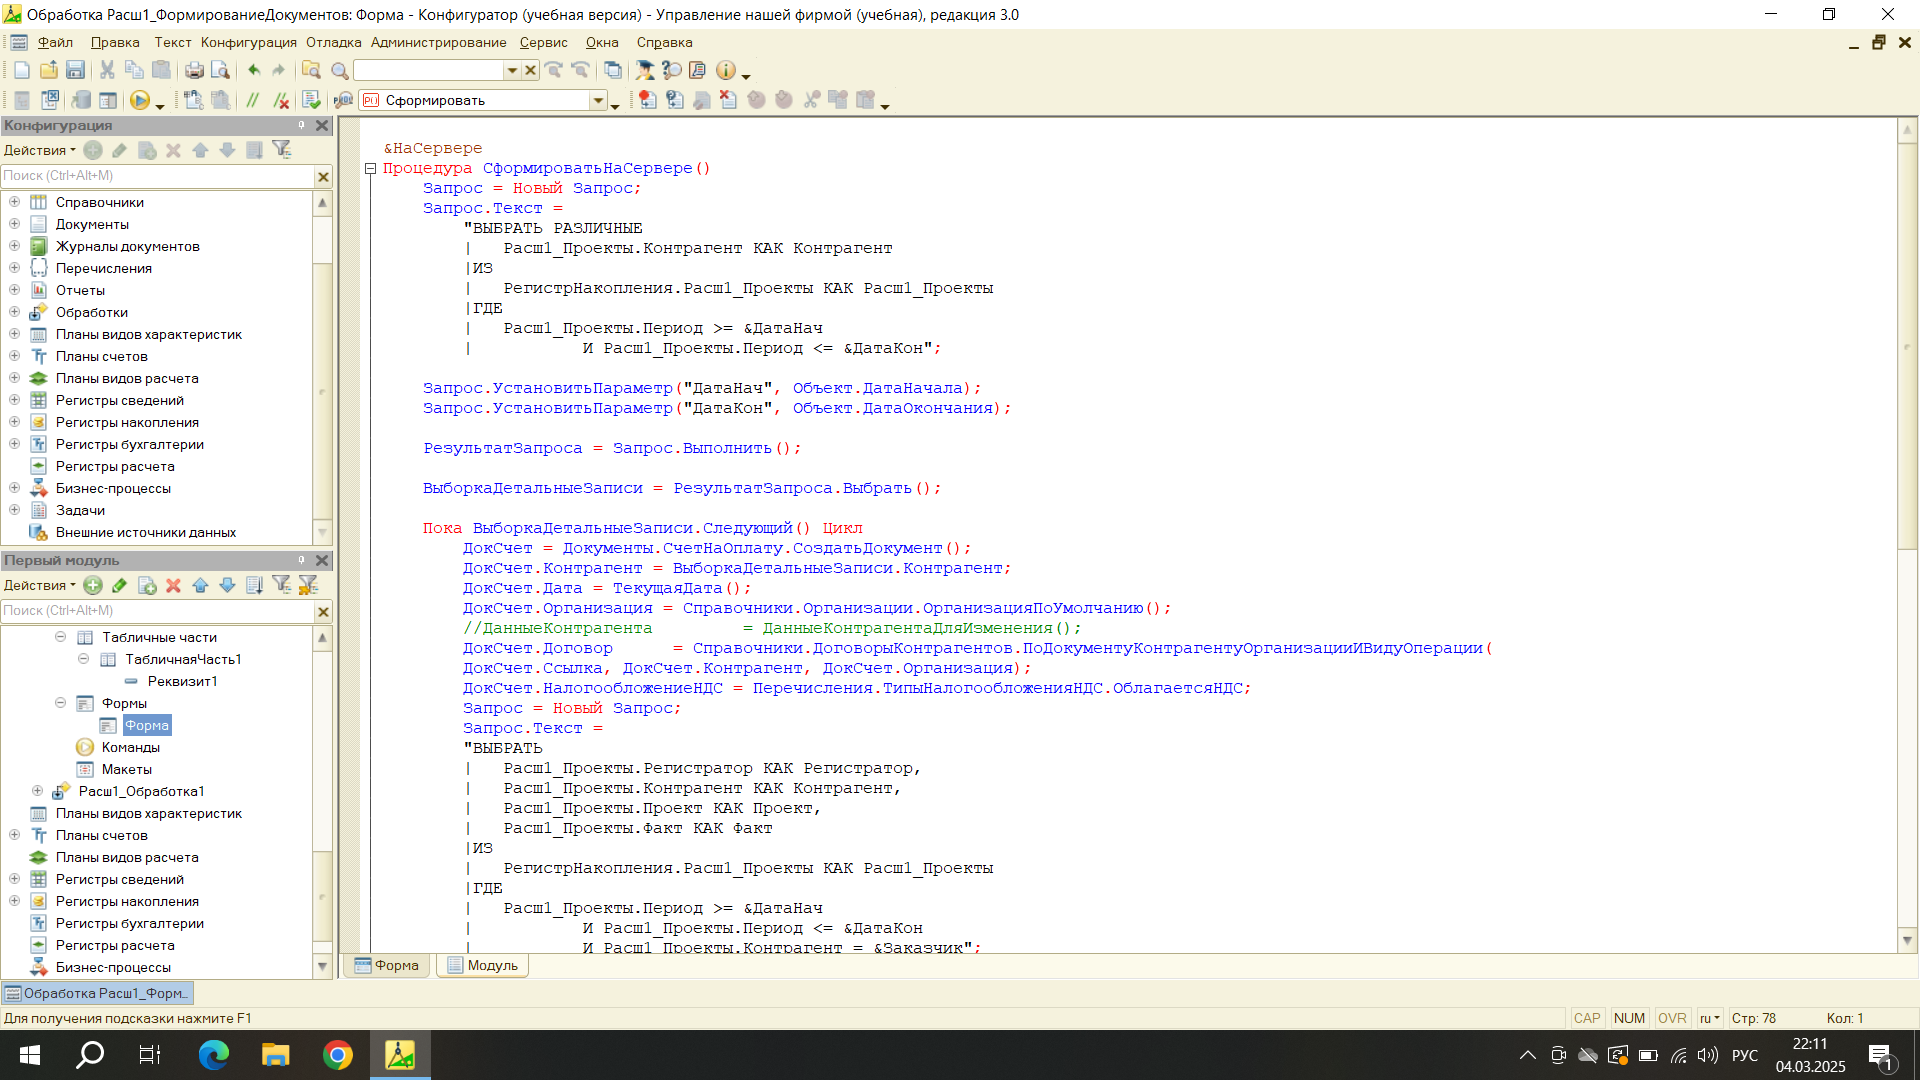 Обработка Расш1_ФормированиеДокументов: Форма - Конфигуратор (учебная версия) - Управление нашей фирмой (учебная), редакция 3.0
Файл Правка Текст Конфигурация Отладка Администрирование Сервис Окна Справка
Сформировать
Конфигурация
Действия
Поиск (Ctrl+Alt+M)
Справочники
Документы
Журналы документов
Перечисления
Отчеты
Обработки
Планы видов характеристик
Планы счетов
Планы видов расчета
Регистры сведений
Регистры накопления
Регистры бухгалтерии
Регистры расчета
Бизнес-процессы
Задачи
Внешние источники данных
Первый модуль
Действия
Поиск (Ctrl+Alt+M)
Табличные части
ТабличнаяЧасть1
Реквизит1
Формы
Форма
Команды
Макеты
Расш1_Обработка1
Планы видов характеристик
Планы счетов
Планы видов расчета
Регистры сведений
Регистры накопления
Регистры бухгалтерии
Регистры расчета
Бизнес-процессы
&НаСервере
Процедура СформироватьНаСервере()
Запрос = Новый Запрос;
Запрос.Текст =
"ВЫБРАТЬ РАЗЛИЧНЫЕ
|   Расш1_Проекты.Контрагент КАК Контрагент
|ИЗ
|   РегистрНакопления.Расш1_Проекты КАК Расш1_Проекты
|ГДЕ
|   Расш1_Проекты.Период >= &ДатаНач
|           И Расш1_Проекты.Период <= &ДатаКон";
Запрос.УстановитьПараметр("ДатаНач", Объект.ДатаНачала);
Запрос.УстановитьПараметр("ДатаКон", Объект.ДатаОкончания);
РезультатЗапроса = Запрос.Выполнить();
ВыборкаДетальныеЗаписи = РезультатЗапроса.Выбрать();
Пока ВыборкаДетальныеЗаписи.Следующий() Цикл
ДокСчет = Документы.СчетНаОплату.СоздатьДокумент();
ДокСчет.Контрагент = ВыборкаДетальныеЗаписи.Контрагент;
ДокСчет.Дата = ТекущаяДата();
ДокСчет.Организация = Справочники.Организации.ОрганизацияПоУмолчанию();
//ДанныеКонтрагента         = ДанныеКонтрагентаДляИзменения();
ДокСчет.Договор      = Справочники.ДоговорыКонтрагентов.ПоДокументуКонтрагентуОрганизацииИВидуОперации(
ДокСчет.Ссылка, ДокСчет.Контрагент, ДокСчет.Организация);
ДокСчет.НалогообложениеНДС = Перечисления.ТипыНалогообложенияНДС.ОблагаетсяНДС;
Запрос = Новый Запрос;
Запрос.Текст =
"ВЫБРАТЬ
|   Расш1_Проекты.Регистратор КАК Регистратор,
|   Расш1_Проекты.Контрагент КАК Контрагент,
|   Расш1_Проекты.Проект КАК Проект,
|   Расш1_Проекты.Факт КАК Факт
|ИЗ
|   РегистрНакопления.Расш1_Проекты КАК Расш1_Проекты
|ГДЕ
|   Расш1_Проекты.Период >= &ДатаНач
|           И Расш1_Проекты.Период <= &ДатаКон
|           И Расш1_Проекты.Контрагент = &Заказчик";
Форма Модуль
Обработка Расш1_Форм...
Для получения подсказки нажмите F1
CAP NUM OVR ru Стр: 78 Кол: 1
РУС
22:11
04.03.2025
1